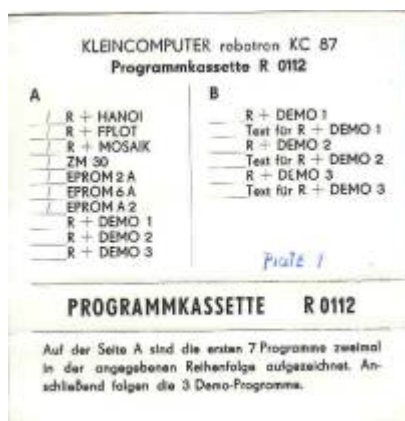 KLEINCOMPUTER robotron KC 87
Programmkassette R 0112
A
/ R + HANOI
/ R + FPLOT
/ R + MOSAIK
/ ZM 30
/ EPROM 2 A
/ EPROM 6 A
/ EPROM A 2
R + DEMO 1
R + DEMO 2
R + DEMO 3
B
R + DEMO 1
Text für R + DEMO 1
R + DEMO 2
Text für R + DEMO 2
R + DEMO 3
Text für R + DEMO 3
PROGRAMMKASSETTE R 0112
Auf der Seite A sind die ersten 7 Programme zweimal
in der angegebenen Reihenfolge aufgezeichnet. An-
schließend folgen die 3 Demo-Programme.